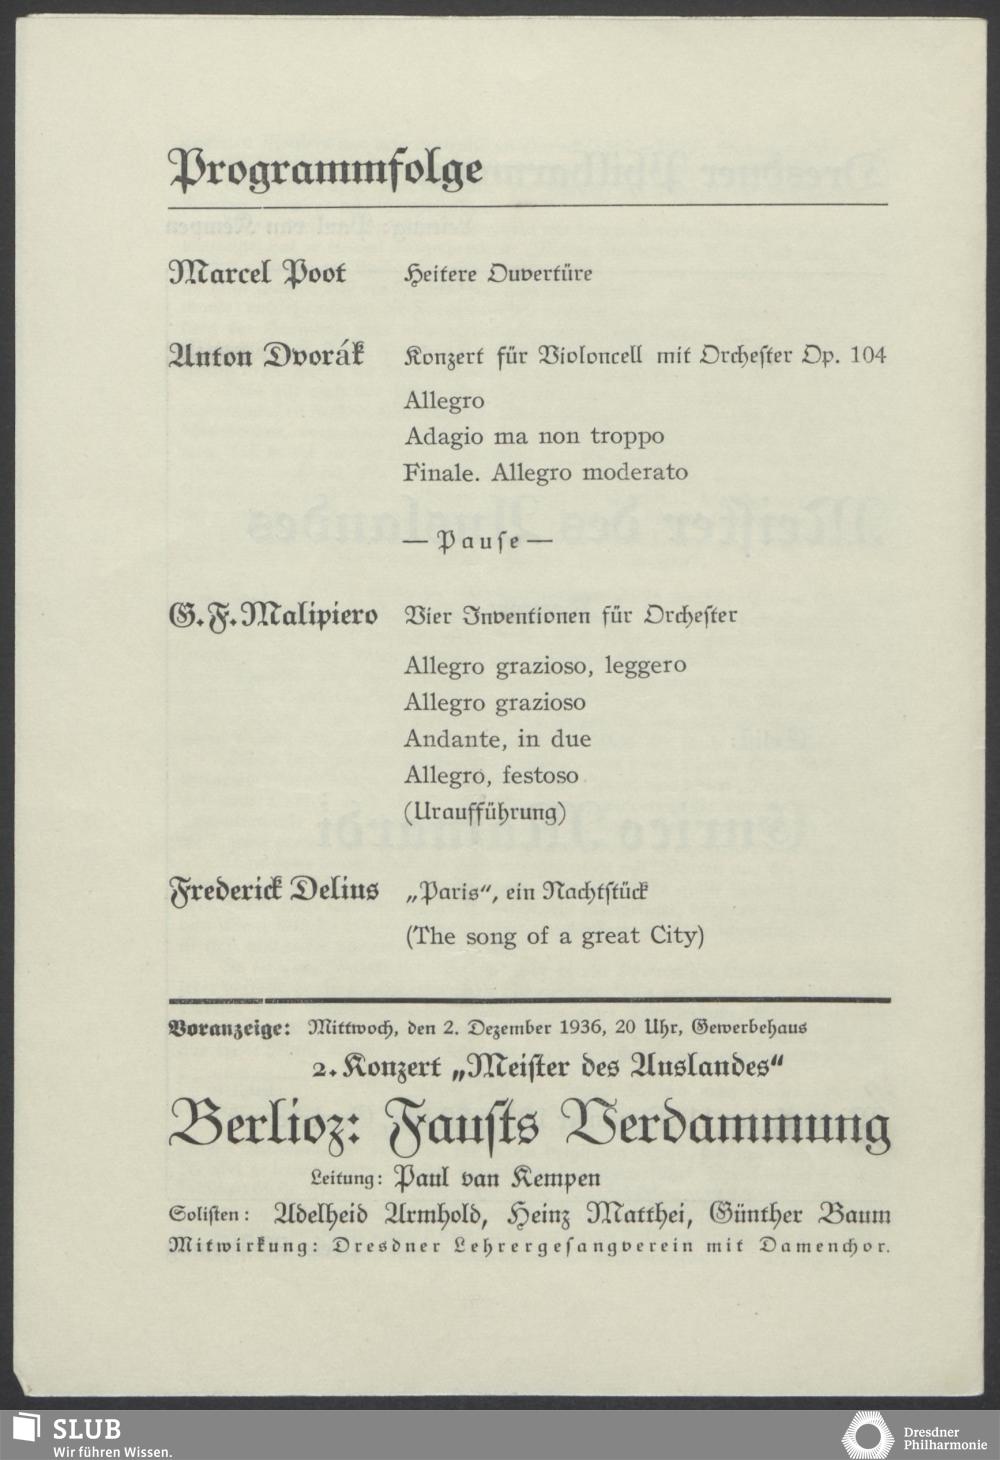 Programmfolge
Marcel Poot Heitere Ouvertüre
Anton Dvorák Konzert für Violoncell mit Orchester Op. 104
Allegro
Adagio ma non troppo
Finale. Allegro moderato
— Pause —
G. F. Malipiero Vier Inventionen für Orchester
Allegro grazioso, leggero
Allegro grazioso
Andante, in due
Allegro, festoso
(Uraufführung)
Frederick Delius „Paris“, ein Nachtstück
(The song of a great City)
Voranzeige: Mittwoch, den 2. Dezember 1936, 20 Uhr, Gewerbehaus
2. Konzert „Meister des Auslandes“
Berlioz: Fausts Verdammung
Leitung: Paul van Kempen
Solisten: Adelheid Armhold, Heinz Matthei, Günther Baum
Mitwirkung: Dresdner Lehrergesangverein mit Damenchor.
SLUB
Wir führen Wissen.
Dresdner
Philharmonie